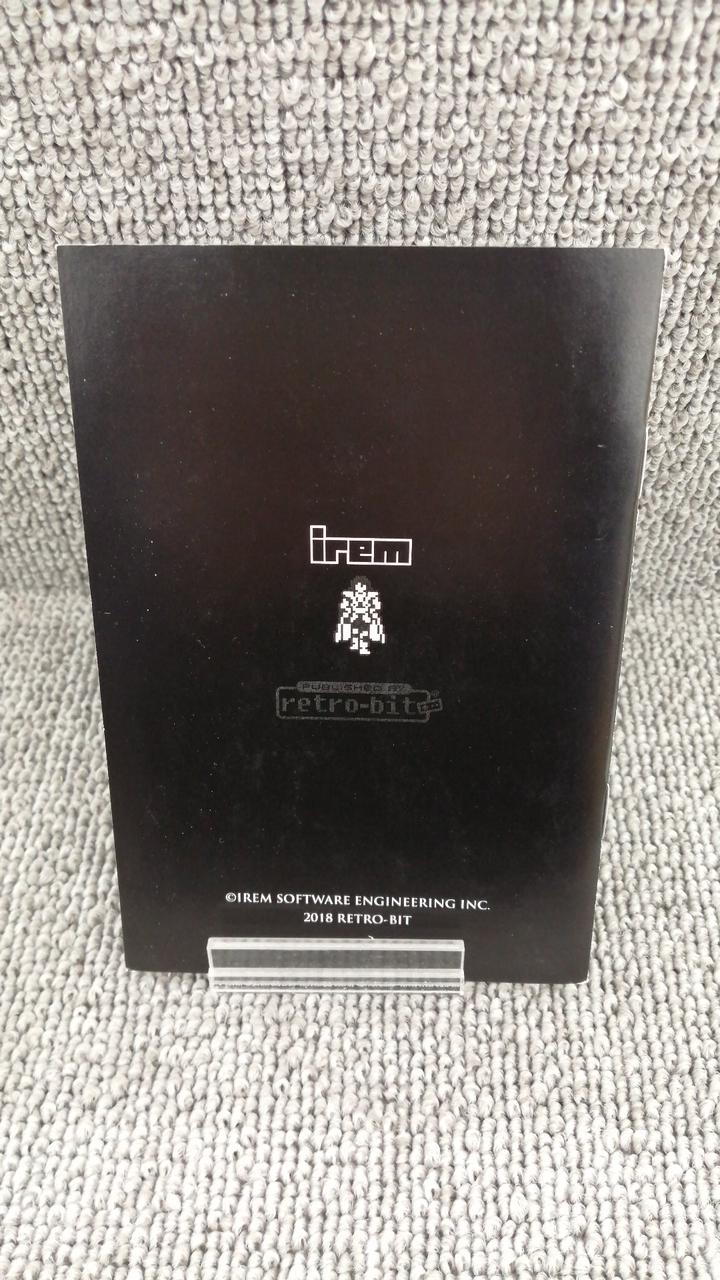 irem
PUBLISHED BY
retro-bit®
©IREM SOFTWARE ENGINEERING INC.
2018 RETRO-BIT